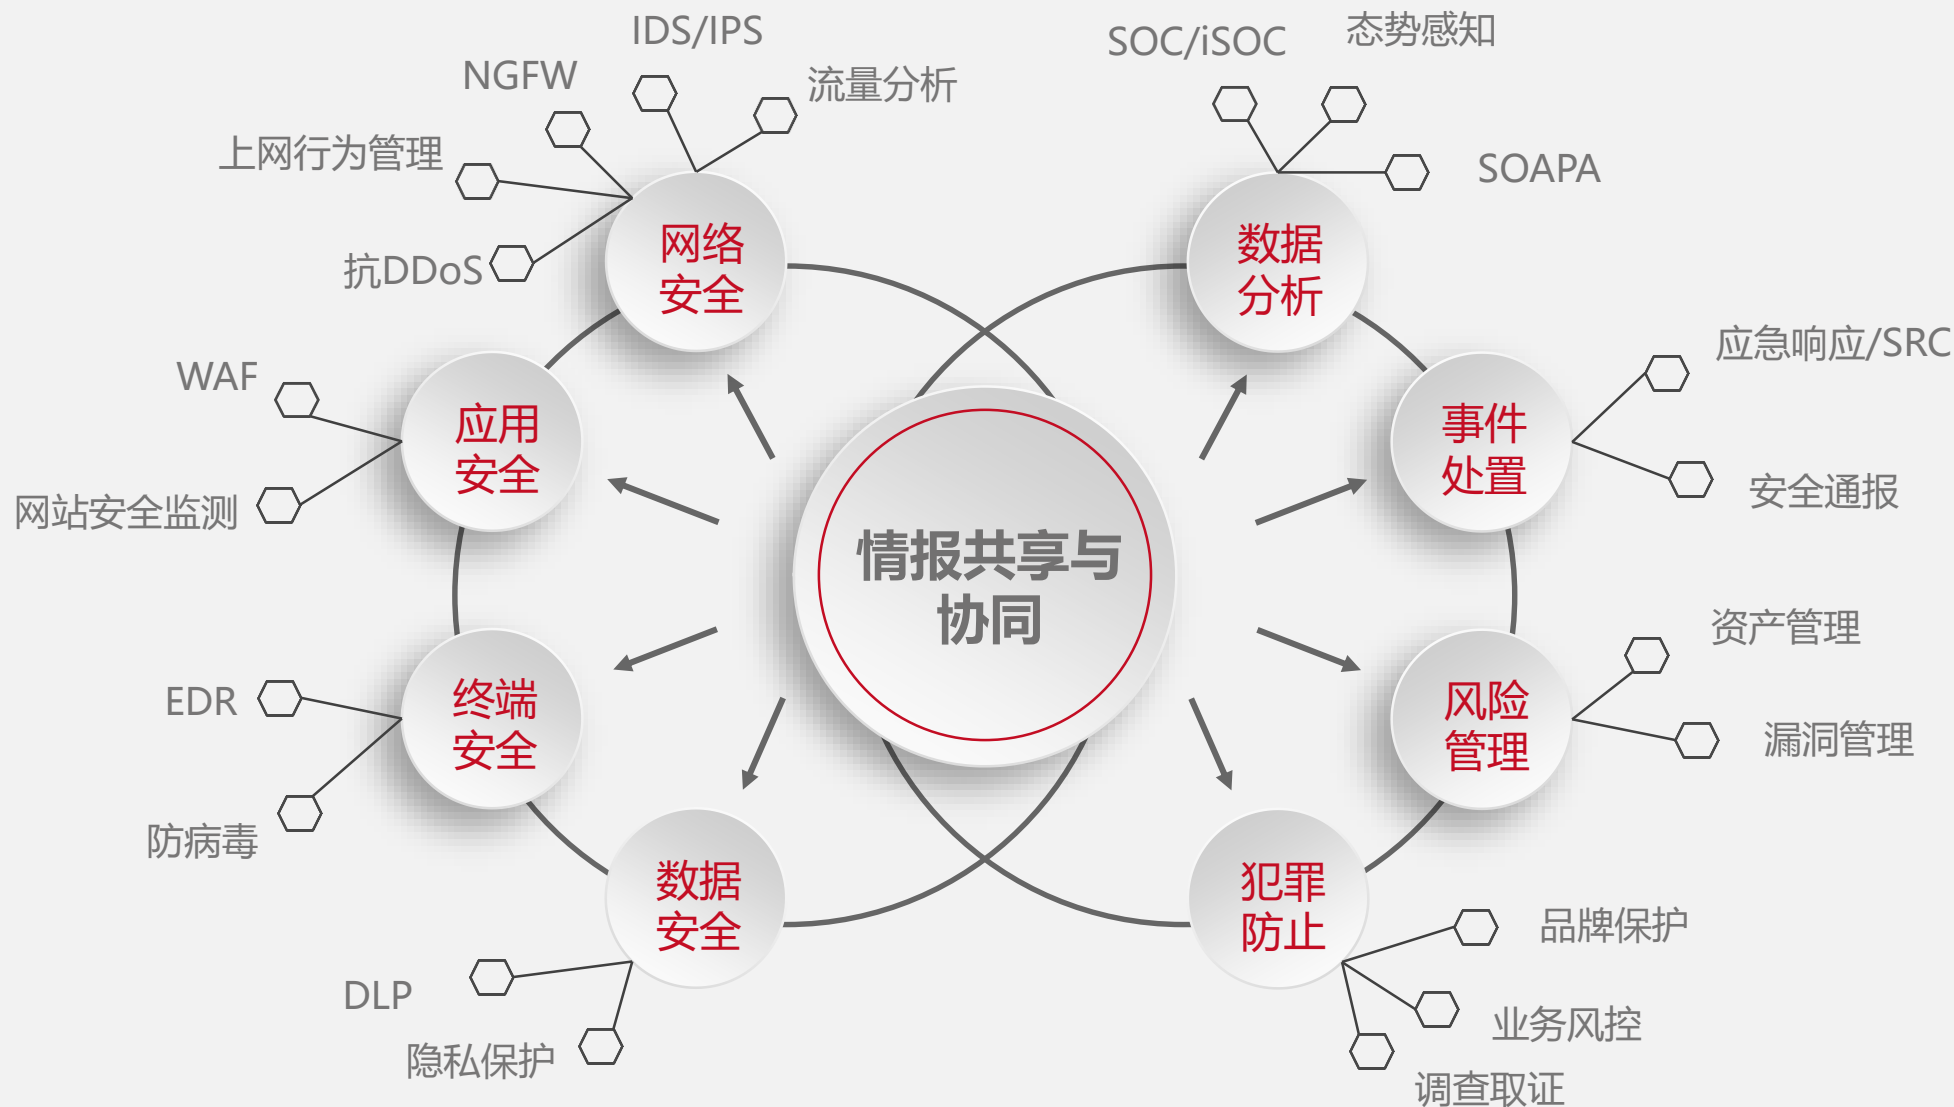 IDS/IPS
NGFW
流量分析
上网行为管理
抗DDoS
网络
安全
SOC/iSOC
态势感知
SOAPA
数据
分析
WAF
网站安全监测
应用
安全
应急响应/SRC
安全通报
事件
处置
情报共享与
协同
EDR
防病毒
终端
安全
资产管理
漏洞管理
风险
管理
数据
安全
DLP
隐私保护
犯罪
防止
品牌保护
业务风控
调查取证